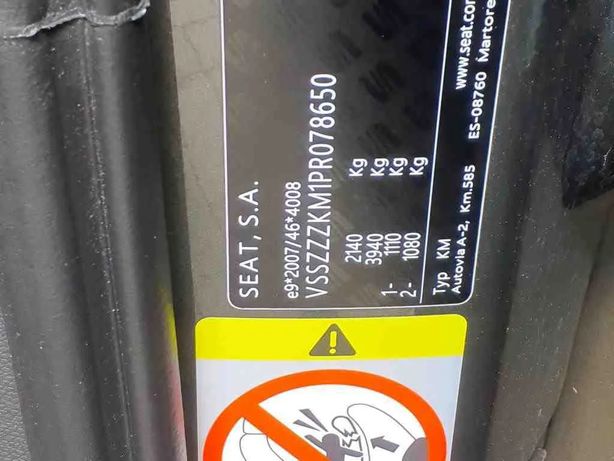 SEAT, S.A.
e9*2007/46*4008
VSSZZZKM1PR078650
2140 Kg
3940 Kg
1- 1110 Kg
2- 1080 Kg
Typ KM
Autovia A-2, Km.585 ES-08760 Martore
www.seat.com